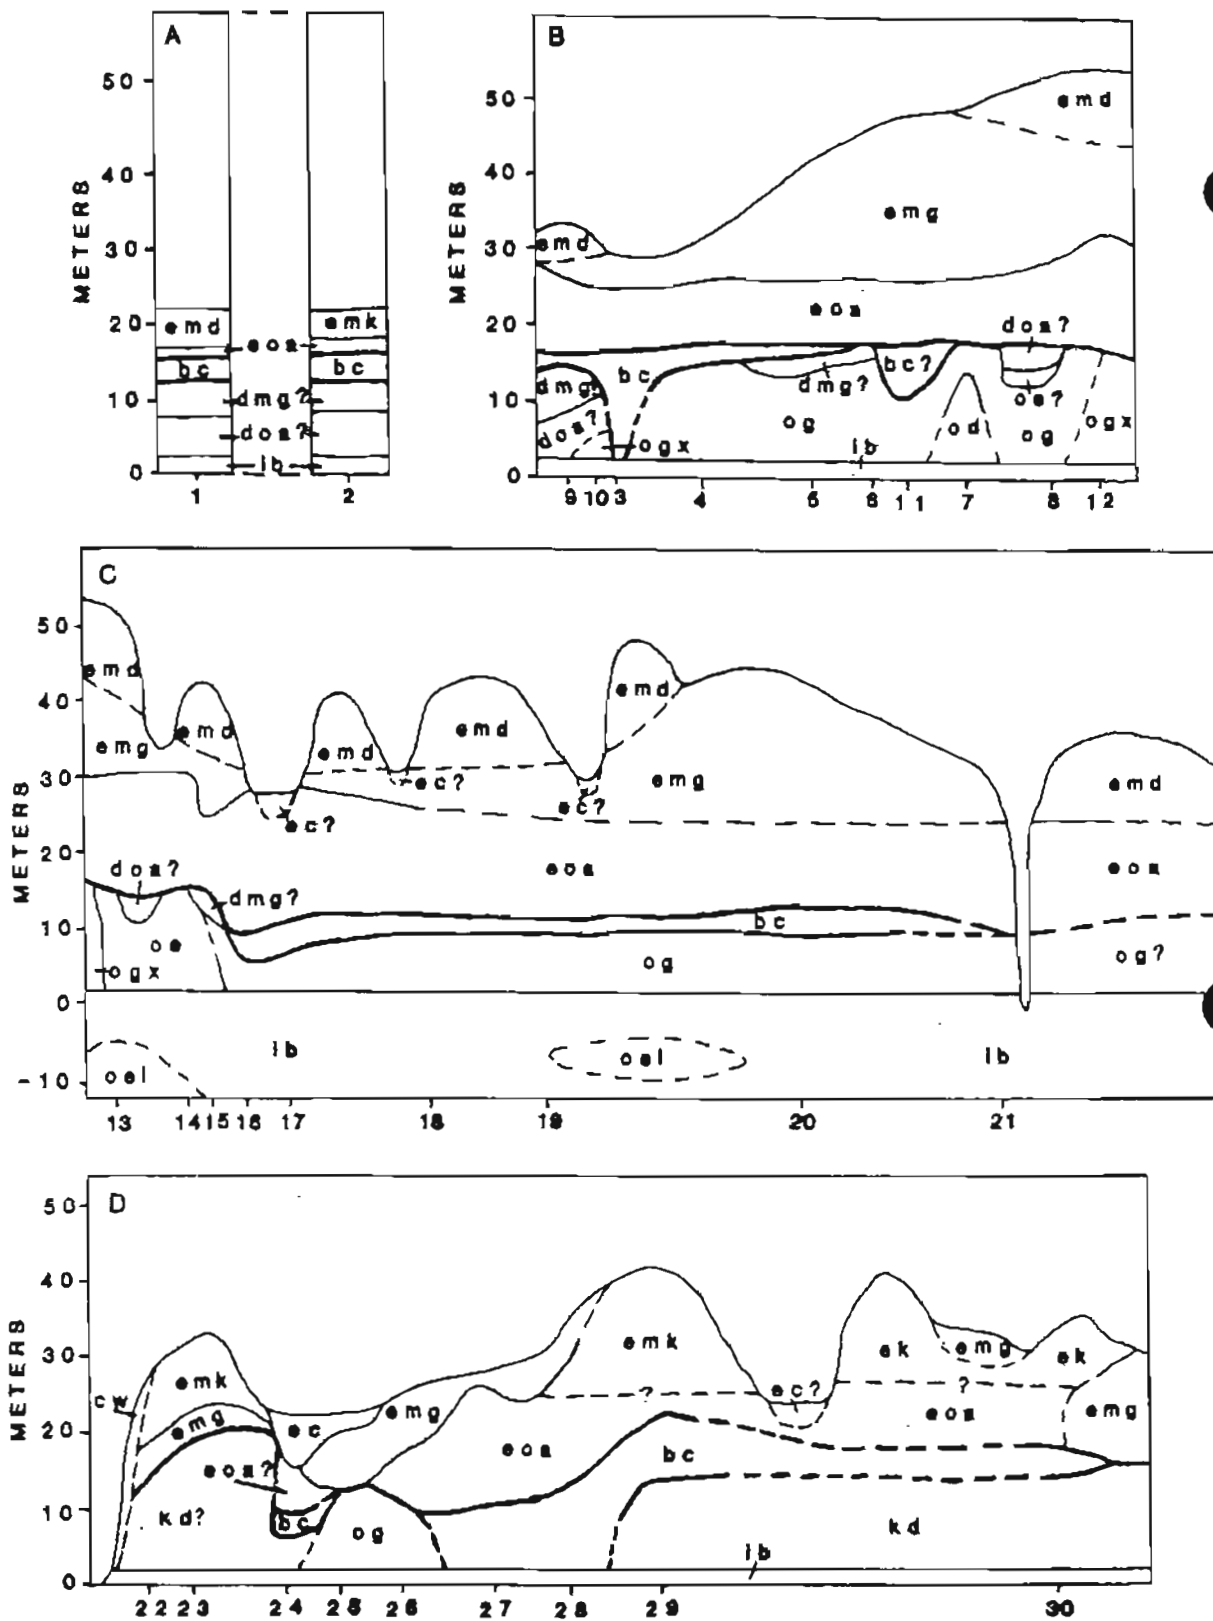 A
METERS
50
40
30
20
10
0
emd
emk
eoa
bc
bc
dmg?
doa?
lb
1
2
B
METERS
50
40
30
20
10
0
emd
emg
emd
eoa
doa?
dmg?
bc
bc?
dmg?
oe?
doa?
ogx
og
od
og
ogx
lb
9 10 3 4 5 6 11 7 8 12
C
METERS
50
40
30
20
10
0
-10
emd
emd
emg
emd
emd
emd
ec?
ec?
ec?
emg
emd
doa?
dmg?
eoa
eoa
bc
oe
ogx
og
og?
lb
lb
oel
oel
13 14 15 16 17 18 19 20 21
D
METERS
50
40
30
20
10
0
cw
emk
emg
ec
emg
emk
ek
emg
ek
?
ec?
?
eoa
emg
eoa?
eoa
bc
bc
kd?
og
kd
lb
22 23 24 25 26 27 28 29 30